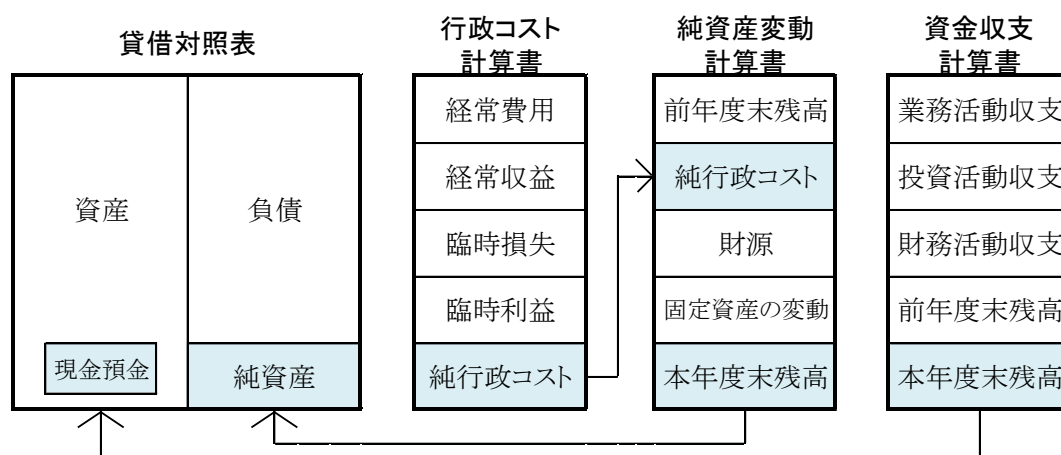 貸借対照表
資産
負債
現金預金
純資産
行政コスト
計算書
経常費用
経常収益
臨時損失
臨時利益
純行政コスト
純資産変動
計算書
前年度末残高
純行政コスト
財源
固定資産の変動
本年度末残高
資金収支
計算書
業務活動収支
投資活動収支
財務活動収支
前年度末残高
本年度末残高